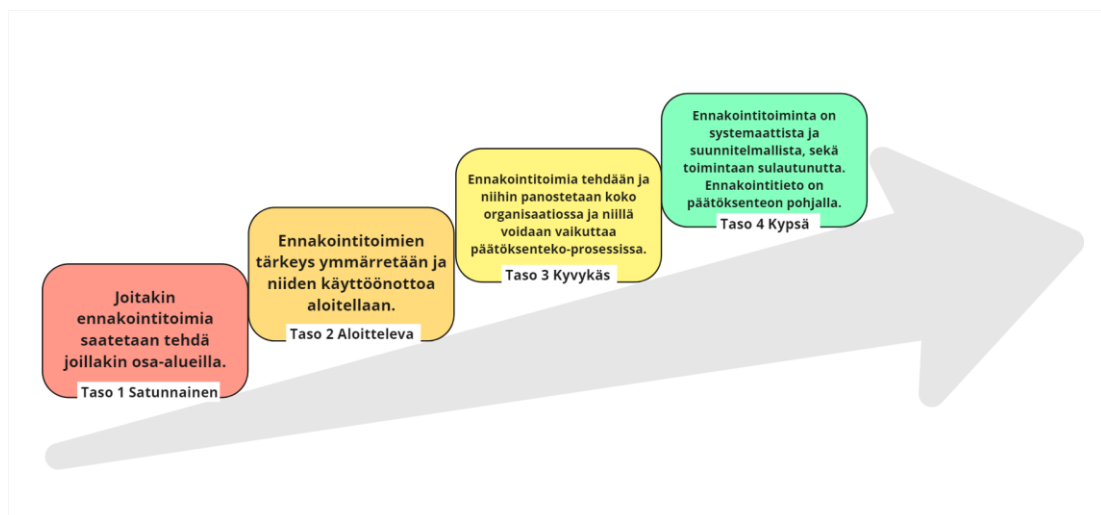 Joitakin
ennakointitoimia
saatetaan tehdä
joillakin osa-alueilla.
Taso 1 Satunnainen
Ennakointitoimien
tärkeys ymmärretään ja
niiden käyttöönottoa
aloitellaan.
Taso 2 Aloitteleva
Ennakointitoimia tehdään ja
niihin panostetaan koko
organisaatiossa ja niillä
voidaan vaikuttaa
päätöksenteko-prosessissa.
Taso 3 Kyvykäs
Ennakointitoiminta on
systemaattista ja
suunnitelmallista, sekä
toimintaan sulautunutta.
Ennakointitieto on
päätöksenteon pohjalla.
Taso 4 Kypsä